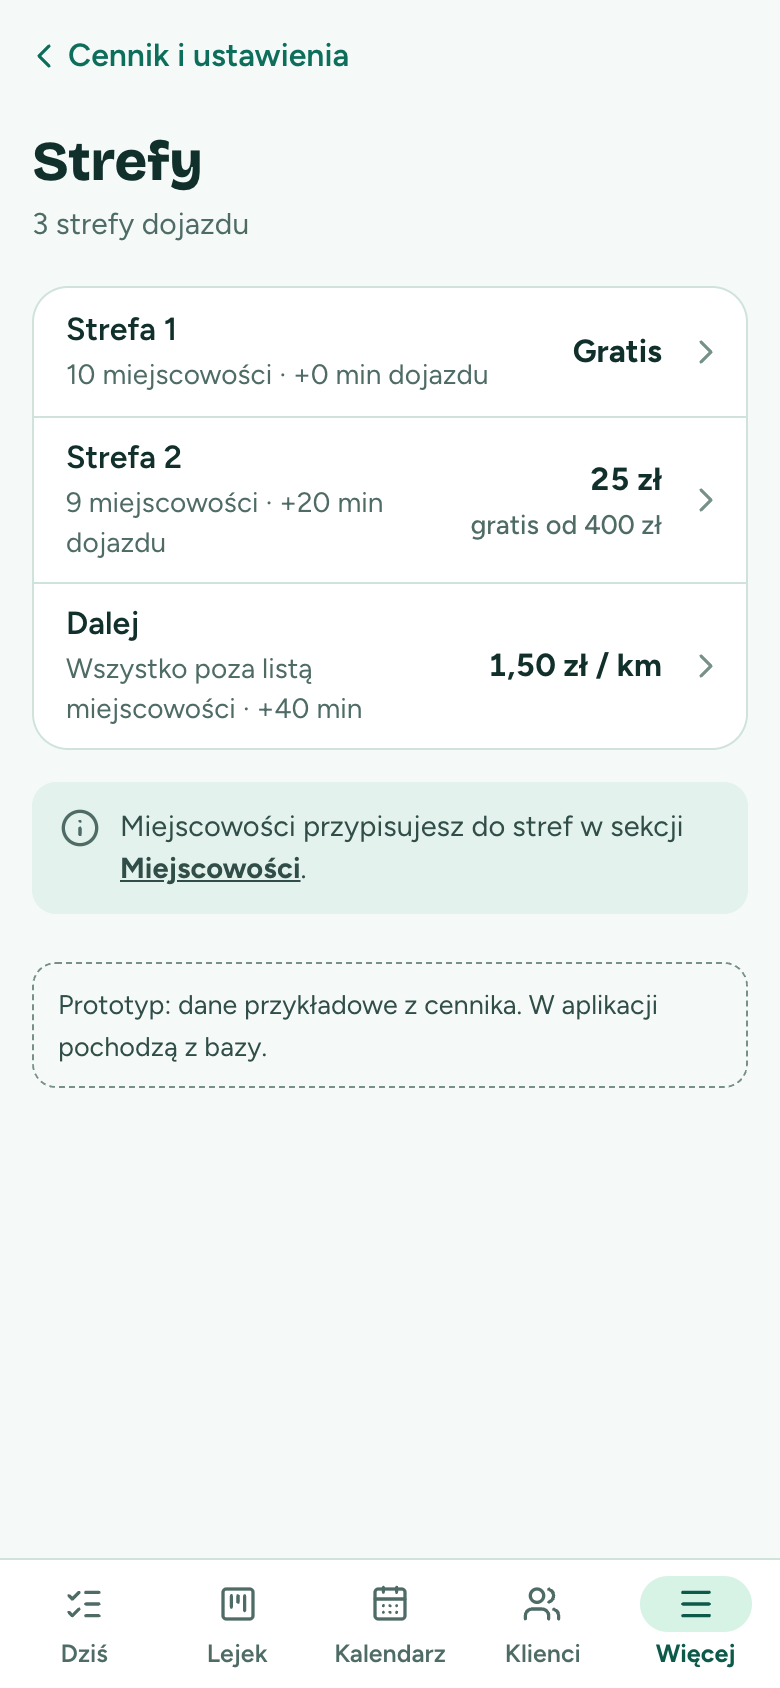 Cennik i ustawienia
Strefy
3 strefy dojazdu
Strefa 1
10 miejscowości · +0 min dojazdu
Gratis
Strefa 2
9 miejscowości · +20 min
dojazdu
25 zł
gratis od 400 zł
Dalej
Wszystko poza listą
miejscowości · +40 min
1,50 zł / km
Miejscowości przypisujesz do stref w sekcji
Miejscowości.
Prototyp: dane przykładowe z cennika. W aplikacji
pochodzą z bazy.
Dziś
Lejek
Kalendarz
Klienci
Więcej